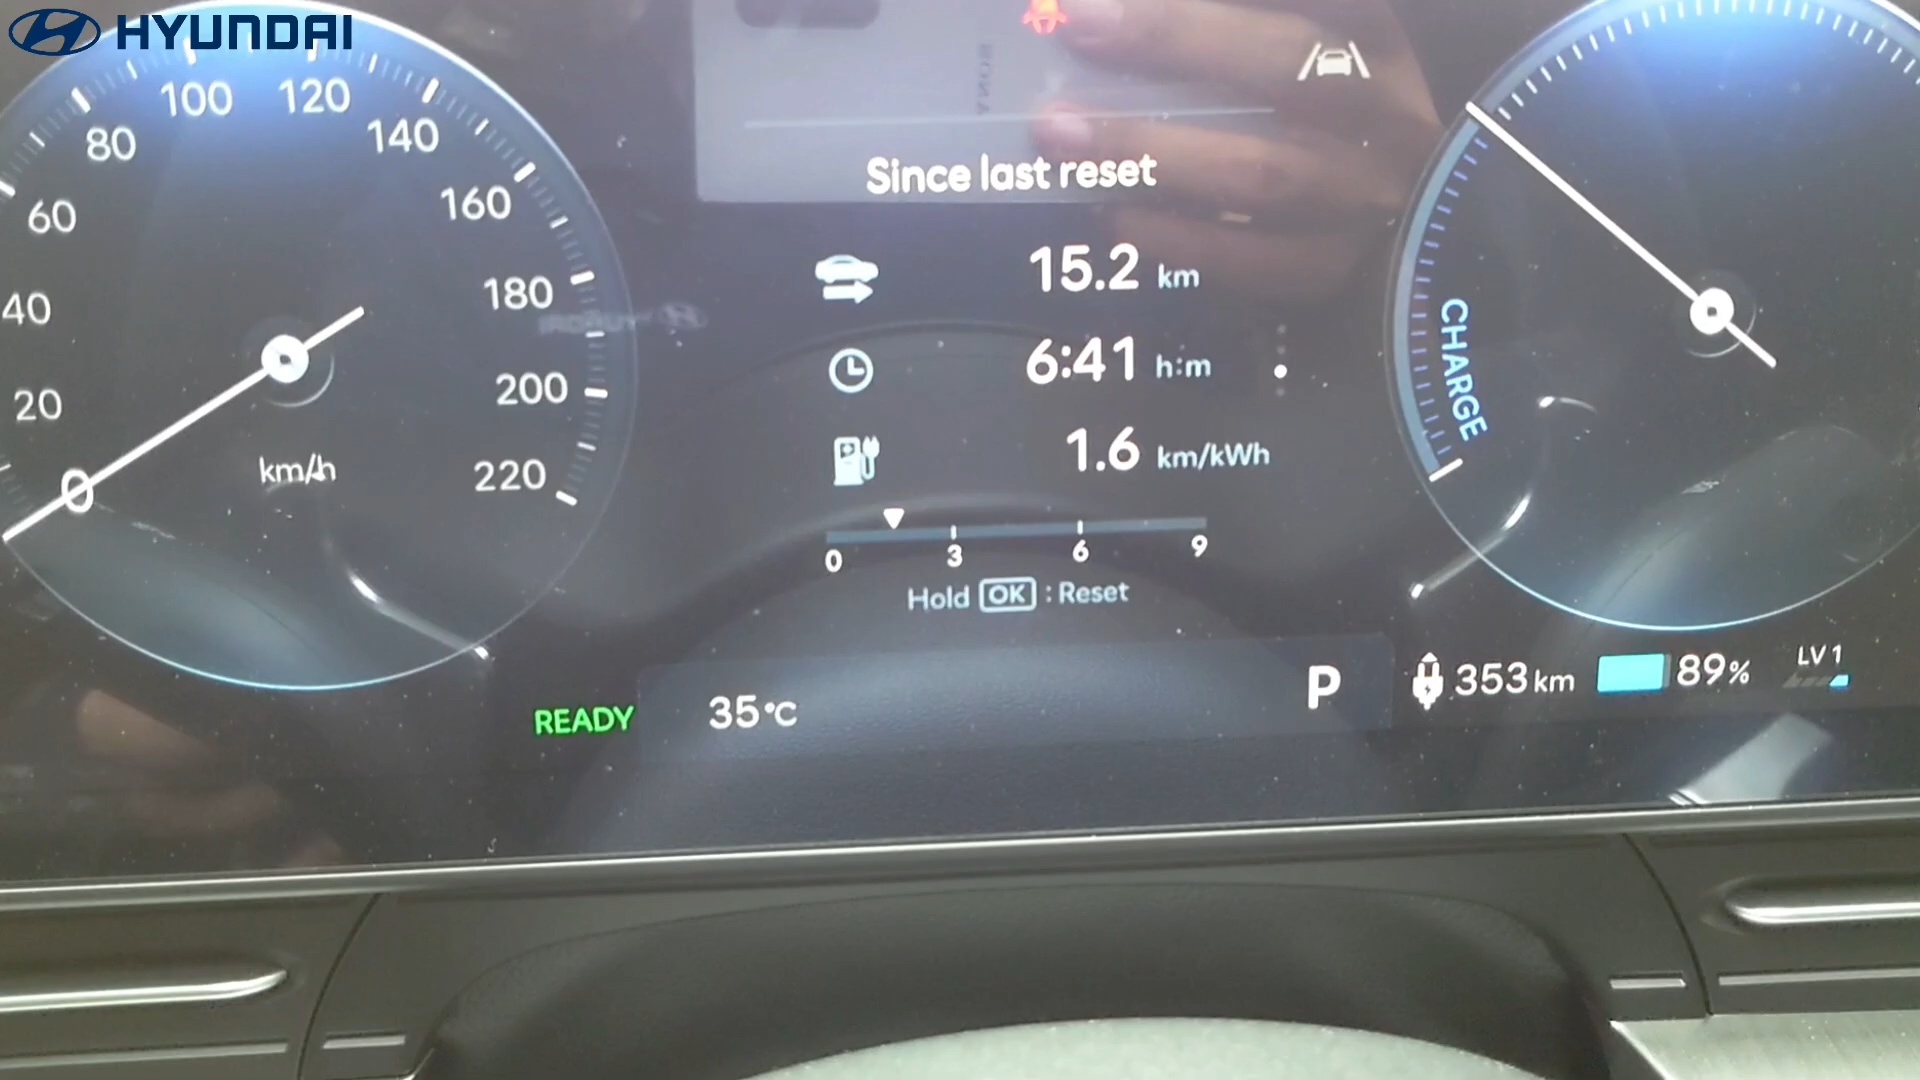 HYUNDAI
0
20
40
60
80
100
120
140
160
180
200
220
km/h
Since last reset
15.2 km
6:41 h:m
1.6 km/kWh
0 3 6 9
Hold OK : Reset
CHARGE
READY 35°C P 353 km 89% LV 1